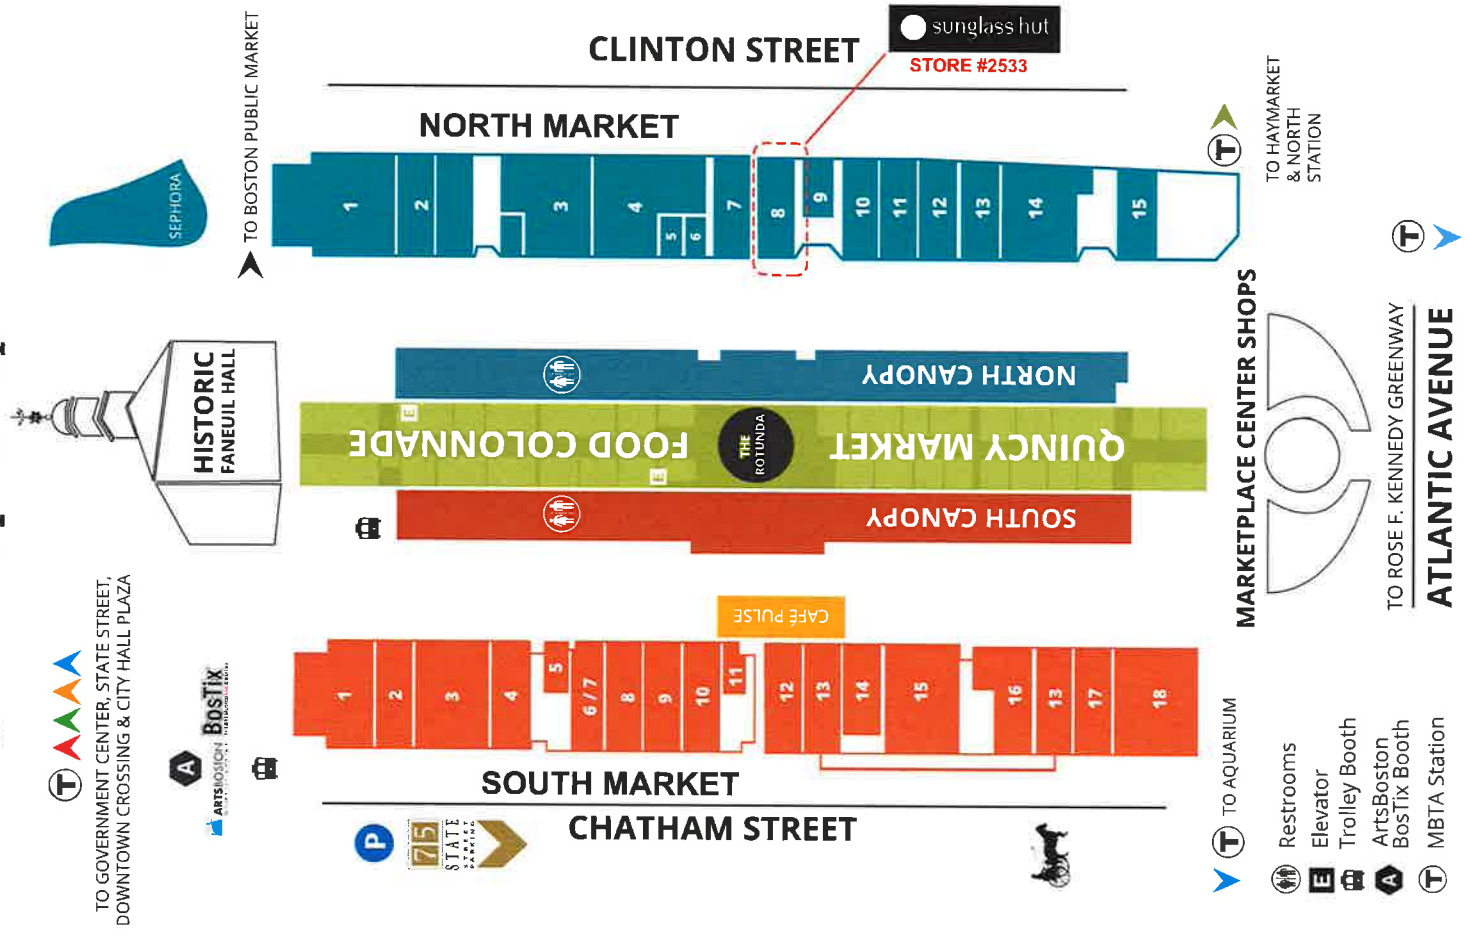 sunglass hut
STORE #2533
CLINTON STREET
NORTH MARKET
TO BOSTON PUBLIC MARKET
SEPHORA
1
2
3
4
5
6
7
8
9
10
11
12
13
14
15
T
TO HAYMARKET
& NORTH
STATION
HISTORIC
FANEUIL HALL
NORTH CANOPY
E
FOOD COLONNADE
E
THE
ROTUNDA
QUINCY MARKET
SOUTH CANOPY
MARKETPLACE CENTER SHOPS
T
TO ROSE F. KENNEDY GREENWAY
ATLANTIC AVENUE
CAFÉ PULSE
1
2
3
4
5
6 / 7
8
9
10
11
12
13
14
15
16
13
17
18
SOUTH MARKET
CHATHAM STREET
T
TO GOVERNMENT CENTER, STATE STREET,
DOWNTOWN CROSSING & CITY HALL PLAZA
A
ARTSBOSTON
BosTix
P
75
STATE
STREET
PARKING
T TO AQUARIUM
Restrooms
E Elevator
Trolley Booth
A ArtsBoston
BosTix Booth
T MBTA Station